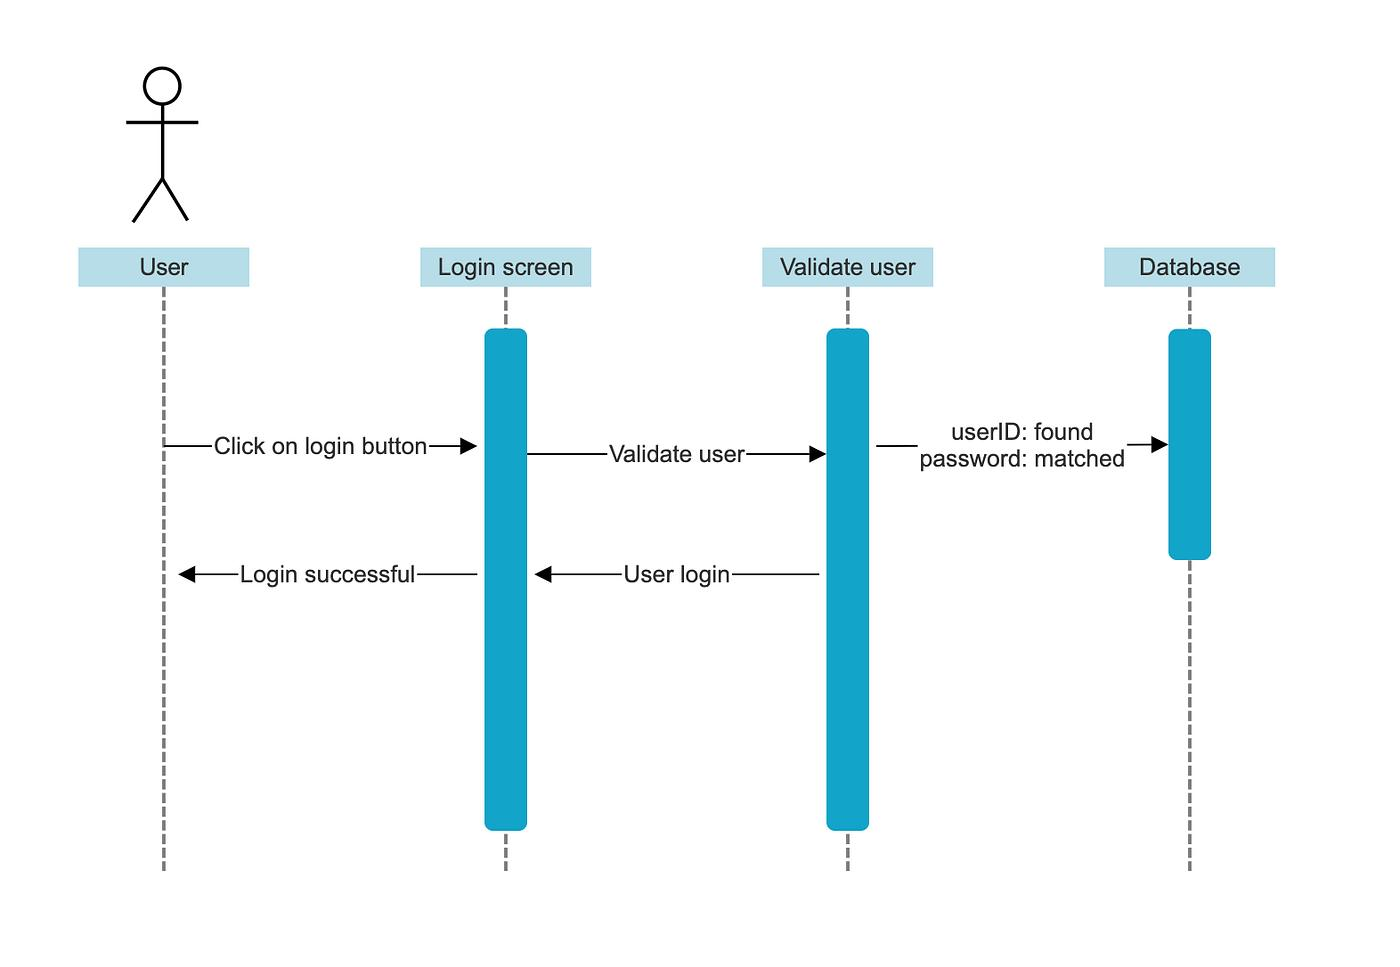 User
Login screen
Validate user
Database
Click on login button
Validate user
userID: found
password: matched
Login successful
User login